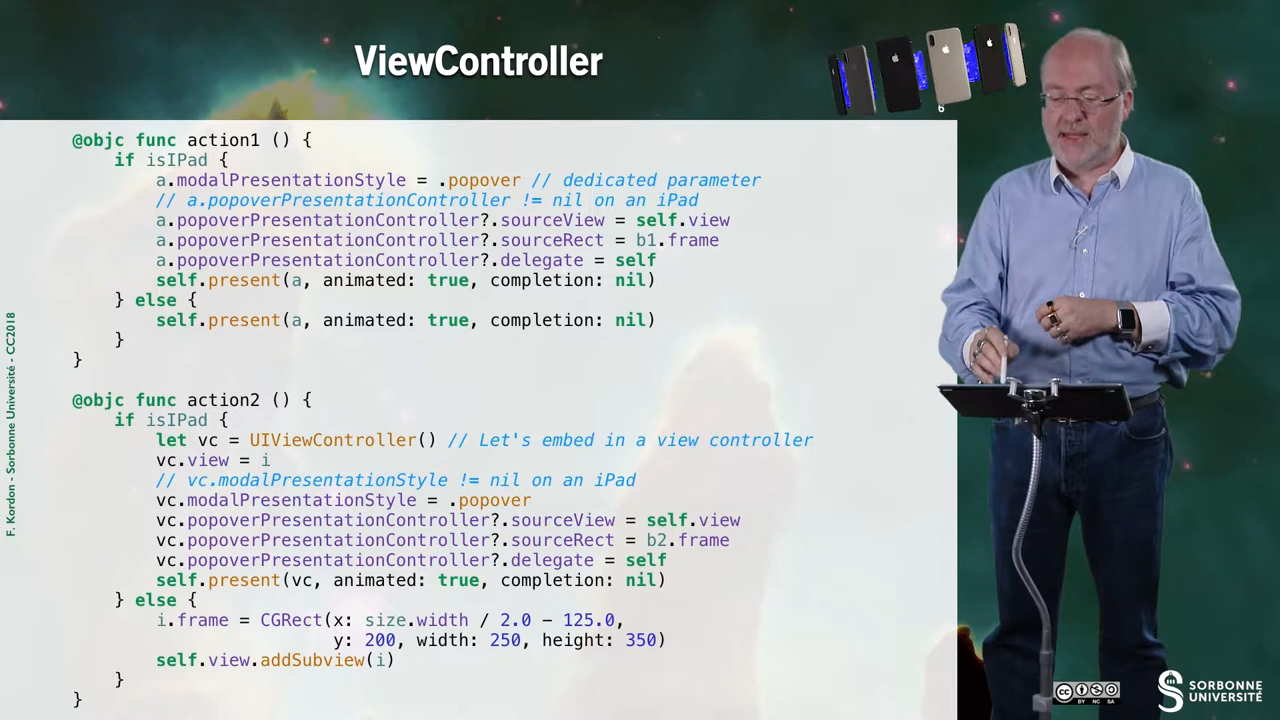 ViewController
6
@objc func action1 () {
if isIPad {
a.modalPresentationStyle = .popover // dedicated parameter
// a.popoverPresentationController != nil on an iPad
a.popoverPresentationController?.sourceView = self.view
a.popoverPresentationController?.sourceRect = b1.frame
a.popoverPresentationController?.delegate = self
self.present(a, animated: true, completion: nil)
} else {
self.present(a, animated: true, completion: nil)
}
}
@objc func action2 () {
if isIPad {
let vc = UIViewController() // Let's embed in a view controller
vc.view = i
// vc.modalPresentationStyle != nil on an iPad
vc.modalPresentationStyle = .popover
vc.popoverPresentationController?.sourceView = self.view
vc.popoverPresentationController?.sourceRect = b2.frame
vc.popoverPresentationController?.delegate = self
self.present(vc, animated: true, completion: nil)
} else {
i.frame = CGRect(x: size.width / 2.0 – 125.0,
y: 200, width: 250, height: 350)
self.view.addSubview(i)
}
}
F. Kordon - Sorbonne Université - CC2018
cc
BY NC SA
SORBONNE
UNIVERSITÉ